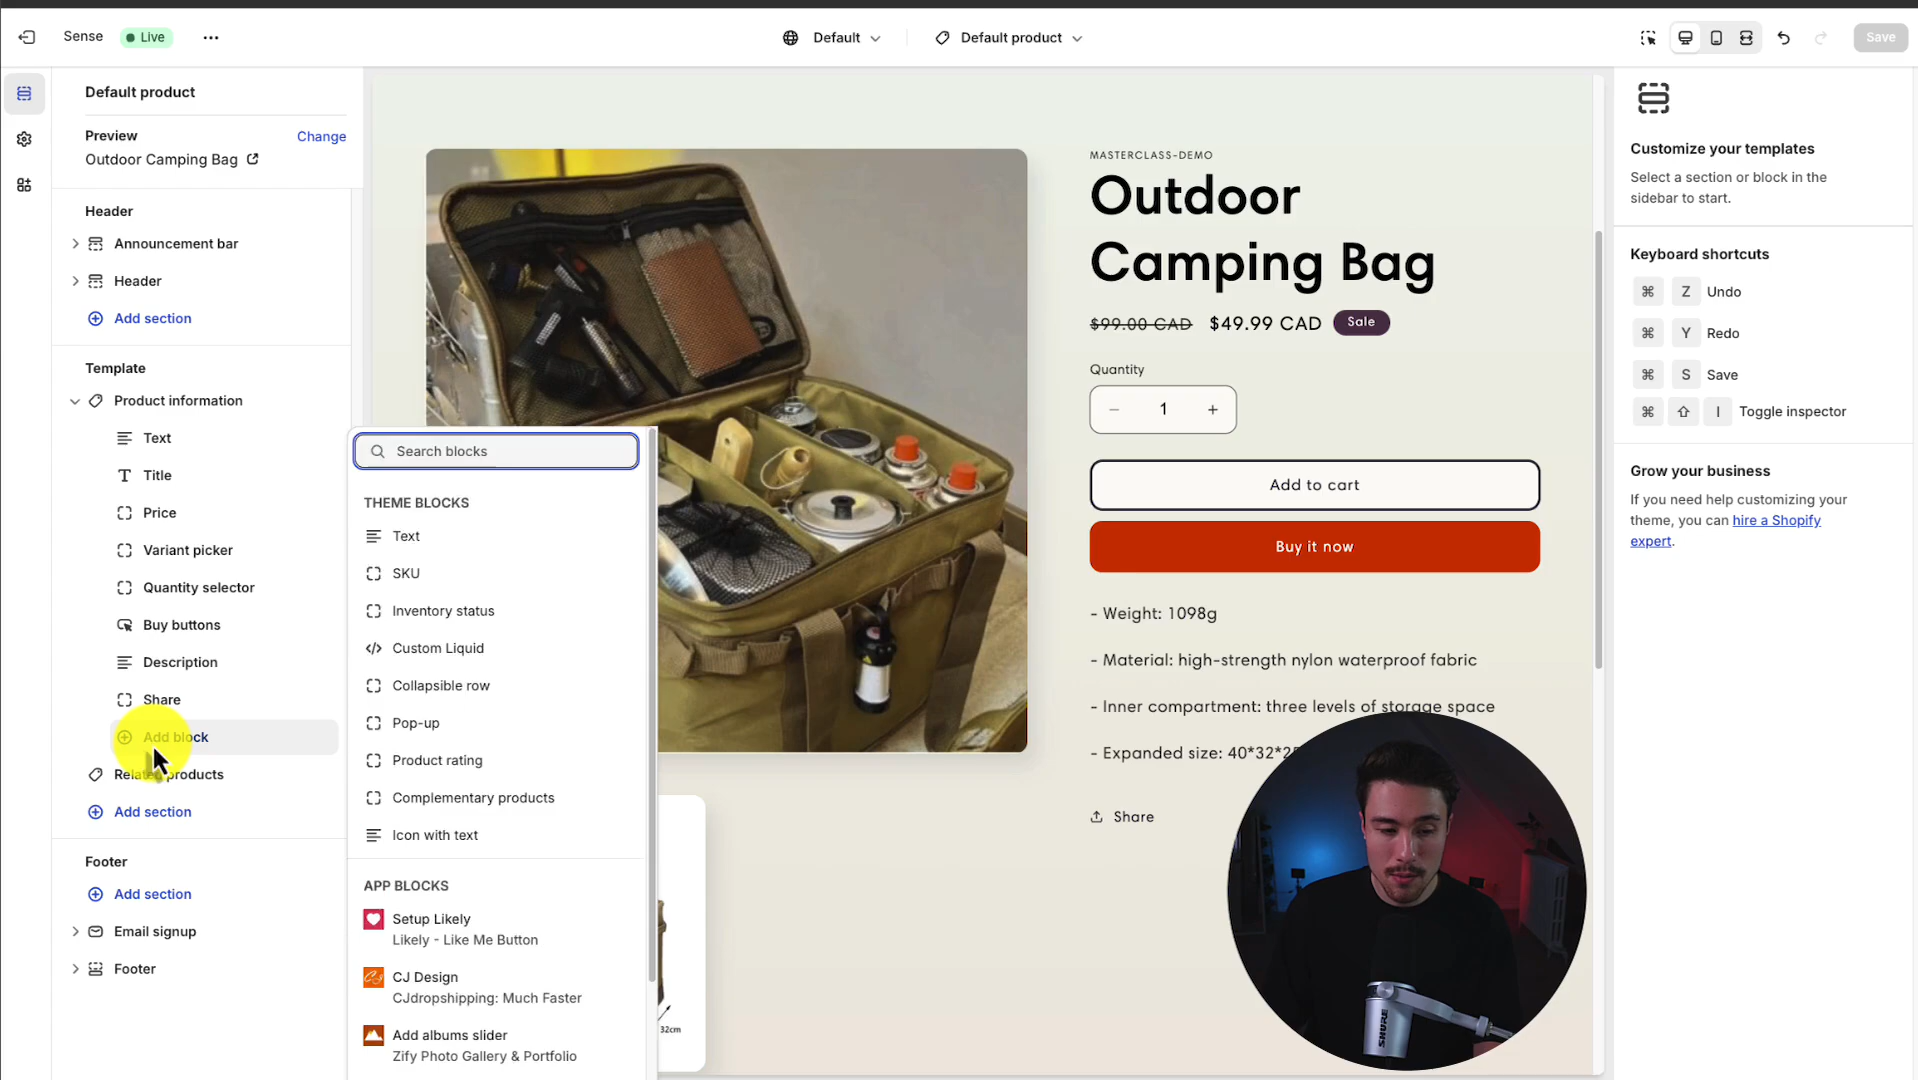 Sense
Live
Default
Default product
Save
Default product
Preview
Change
Outdoor Camping Bag
Header
Announcement bar
Header
Add section
Template
Product information
Text
Title
Price
Variant picker
Quantity selector
Buy buttons
Description
Share
Add block
Related products
Add section
Footer
Add section
Email signup
Footer
Search blocks
THEME BLOCKS
Text
SKU
Inventory status
Custom Liquid
Collapsible row
Pop-up
Product rating
Complementary products
Icon with text
APP BLOCKS
Setup Likely
Likely - Like Me Button
CJ Design
CJdropshipping: Much Faster
Add albums slider
Zify Photo Gallery & Portfolio
32cm
MASTERCLASS-DEMO
Outdoor
Camping Bag
$99.00 CAD $49.99 CAD Sale
Quantity
1
Add to cart
Buy it now
- Weight: 1098g
- Material: high-strength nylon waterproof fabric
- Inner compartment: three levels of storage space
- Expanded size: 40*32*
Share
SHURE
Customize your templates
Select a section or block in the
sidebar to start.
Keyboard shortcuts
⌘ Z Undo
⌘ Y Redo
⌘ S Save
⌘ ⇧ I Toggle inspector
Grow your business
If you need help customizing your
theme, you can hire a Shopify
expert.